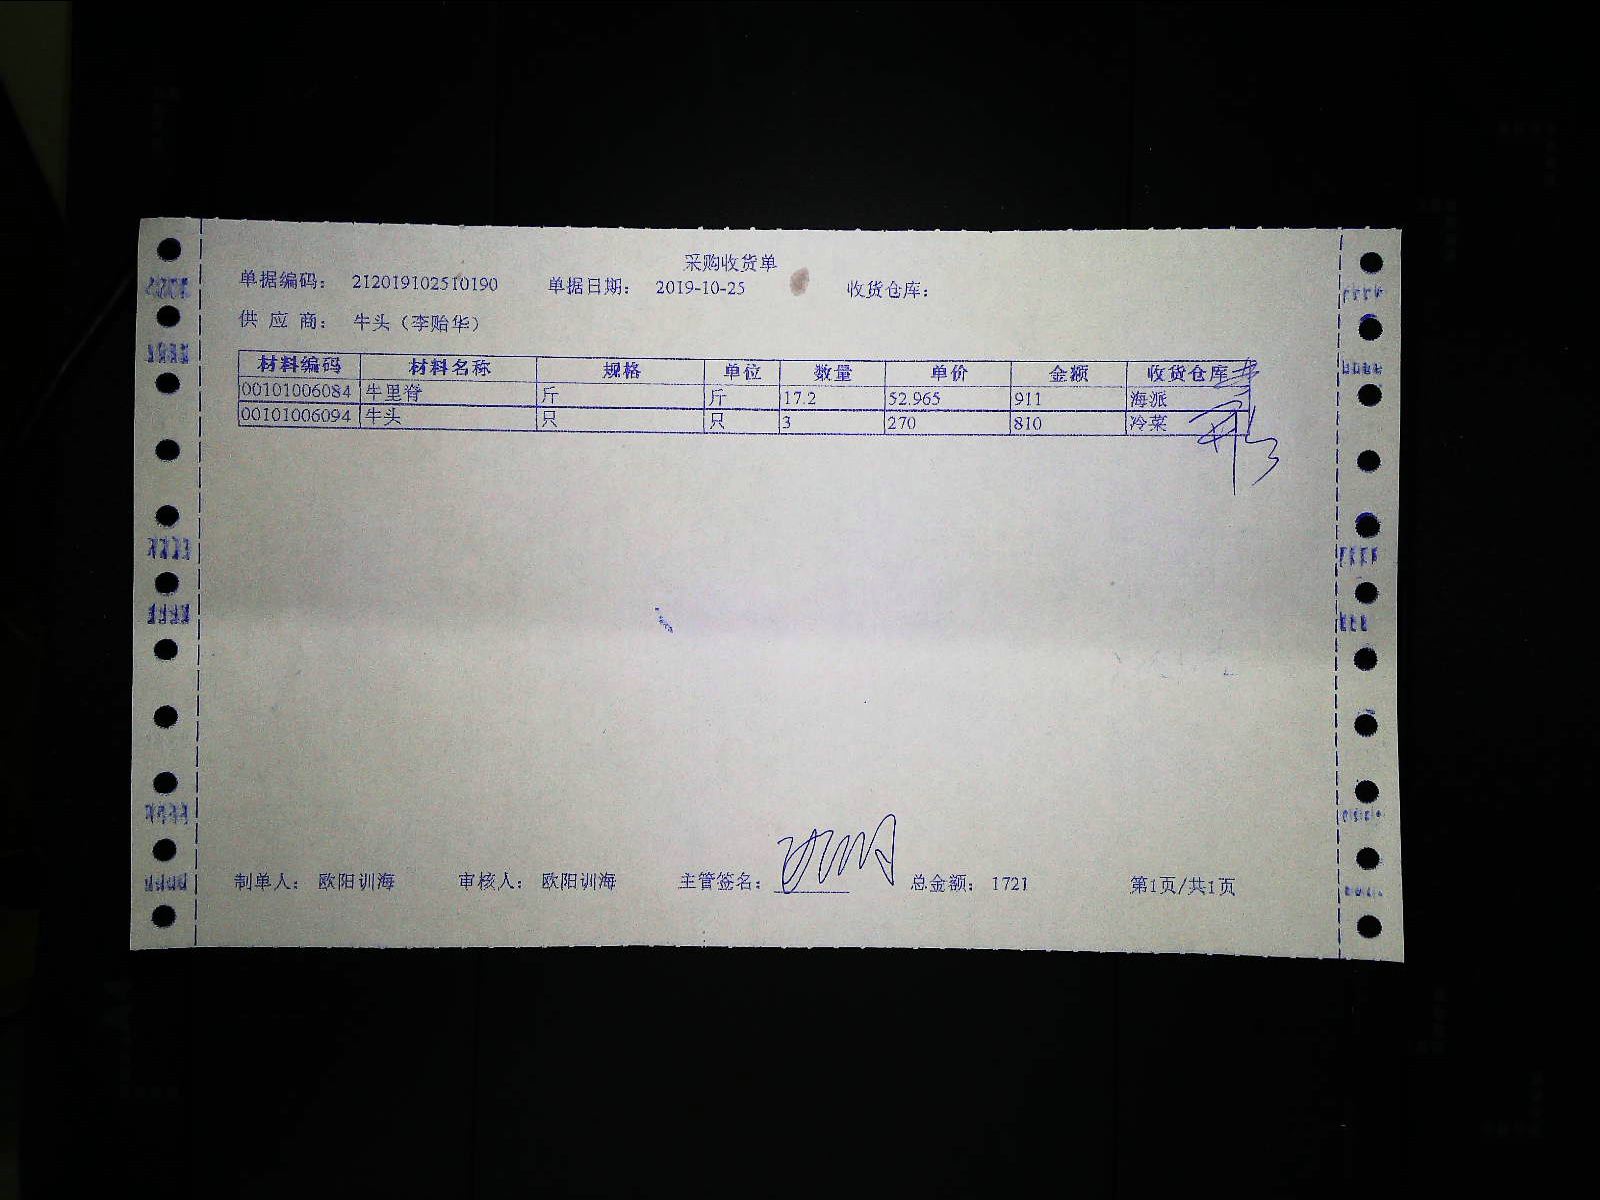 采购收货单
单据编码： 212019102510190 单据日期： 2019-10-25 收货仓库：
供 应 商： 牛头（李贻华）
材料编码 材料名称 规格 单位 数量 单价 金额 收货仓库
00101006084 牛里脊 斤 斤 17.2 52.965 911 海派
00101006094 牛头 只 只 3 270 810 冷菜
制单人： 欧阳训海 审核人： 欧阳训海 主管签名： 总金额： 1721 第1页/共1页